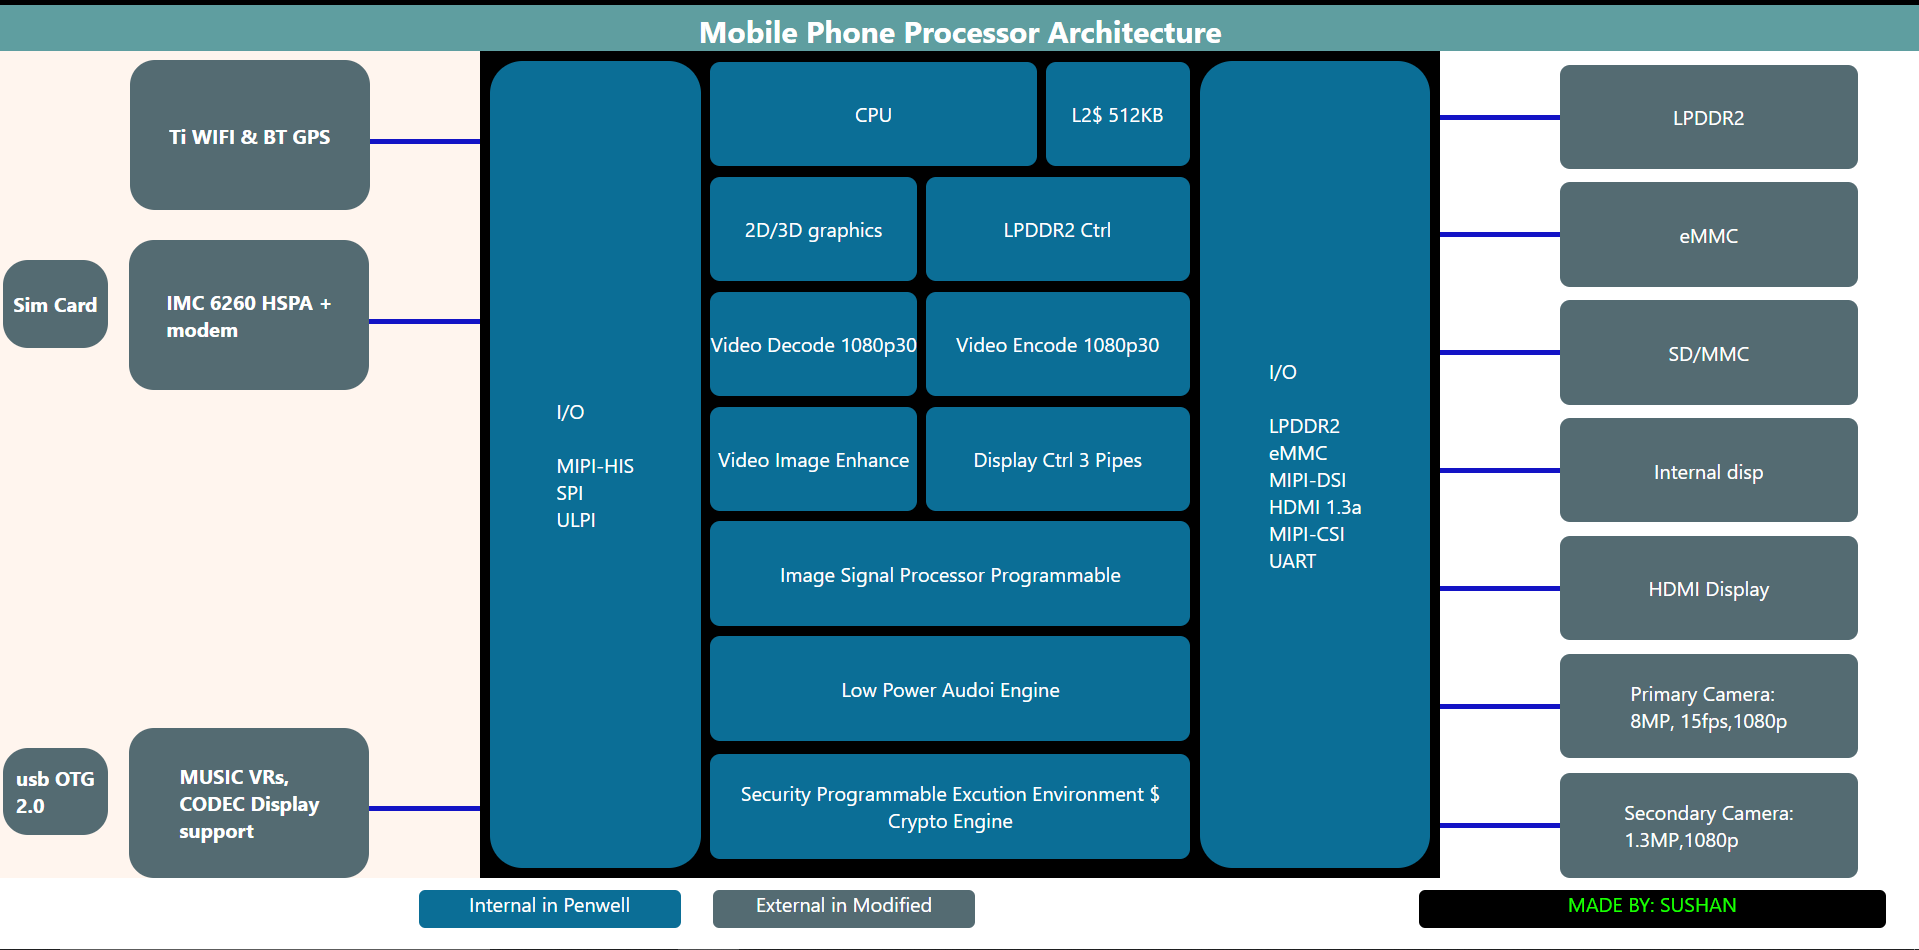 Mobile Phone Processor Architecture
Ti WIFI & BT GPS
Sim Card
IMC 6260 HSPA +
modem
usb OTG
2.0
MUSIC VRs,
CODEC Display
support
I/O
MIPI-HIS
SPI
ULPI
CPU
L2$ 512KB
2D/3D graphics
LPDDR2 Ctrl
Video Decode 1080p30
Video Encode 1080p30
Video Image Enhance
Display Ctrl 3 Pipes
Image Signal Processor Programmable
Low Power Audoi Engine
Security Programmable Excution Environment $
Crypto Engine
I/O
LPDDR2
eMMC
MIPI-DSI
HDMI 1.3a
MIPI-CSI
UART
LPDDR2
eMMC
SD/MMC
Internal disp
HDMI Display
Primary Camera:
8MP, 15fps,1080p
Secondary Camera:
1.3MP,1080p
Internal in Penwell
External in Modified
MADE BY: SUSHAN